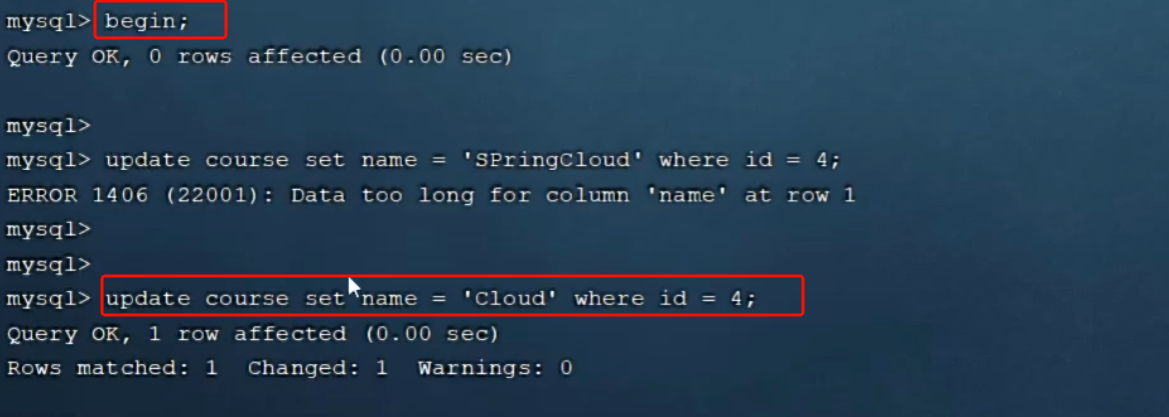 mysql> begin;
Query OK, 0 rows affected (0.00 sec)
mysql>
mysql> update course set name = 'SPringCloud' where id = 4;
ERROR 1406 (22001): Data too long for column 'name' at row 1
mysql>
mysql>
mysql> update course set name = 'Cloud' where id = 4;
Query OK, 1 row affected (0.00 sec)
Rows matched: 1  Changed: 1  Warnings: 0